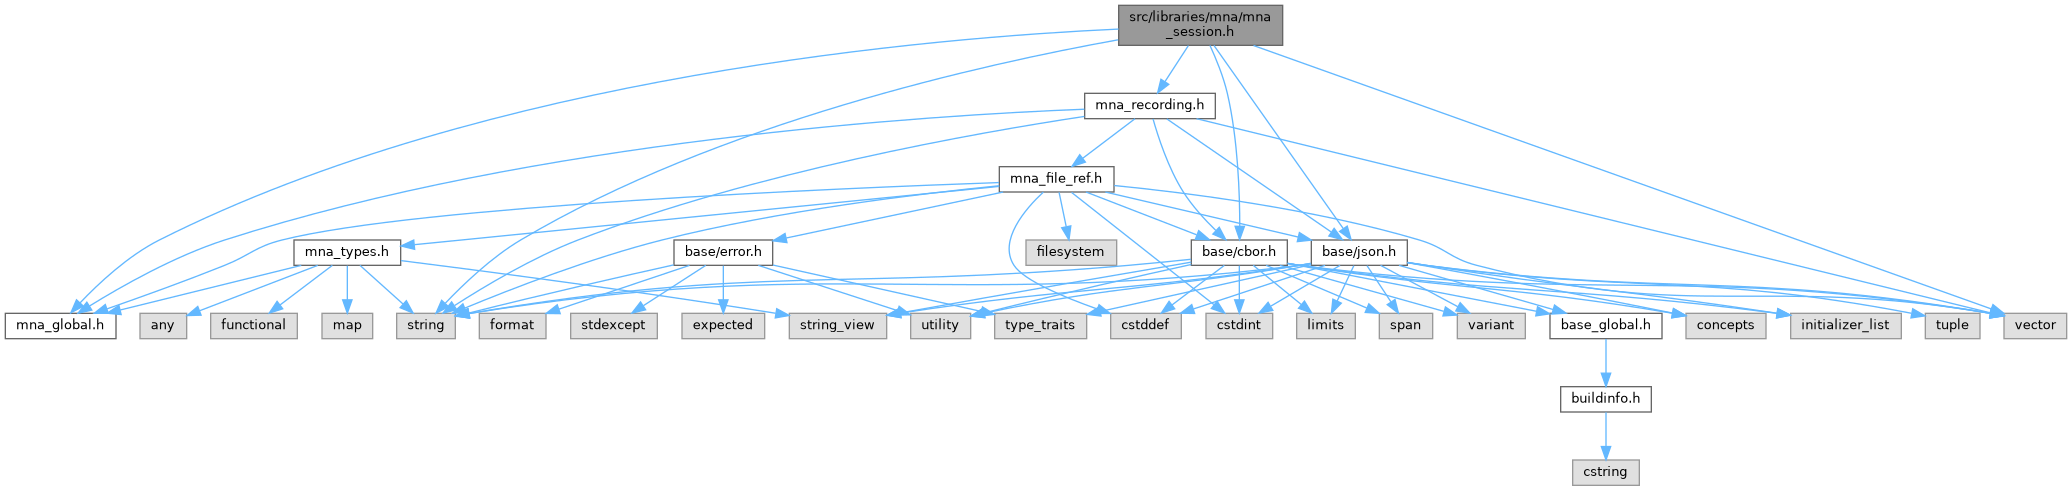 src/libraries/mna/mna
_session.h
mna_recording.h
mna_file_ref.h
mna_types.h
base/error.h
filesystem
base/cbor.h
base/json.h
mna_global.h
any
functional
map
string
format
stdexcept
expected
string_view
utility
type_traits
cstddef
cstdint
limits
span
variant
base_global.h
concepts
initializer_list
tuple
vector
buildinfo.h
cstring